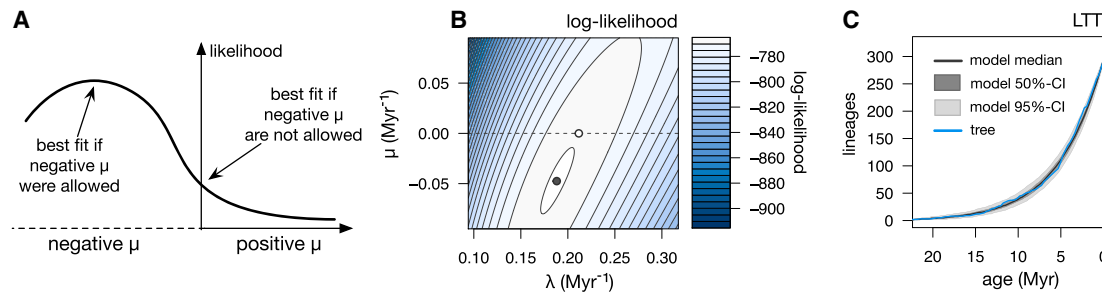 A
likelihood
best fit if
negative μ
were allowed
best fit if
negative μ
are not allowed
negative μ
positive μ
B
log-likelihood
μ (Myr⁻¹)
0.05
0.00
−0.05
0.10 0.15 0.20 0.25 0.30
λ (Myr⁻¹)
−780
−800
−820
−840
−860
−880
−900
log-likelihood
C
LTT
lineages
300
250
200
150
100
50
0
model median
model 50%-CI
model 95%-CI
tree
20 15 10 5 0
age (Myr)